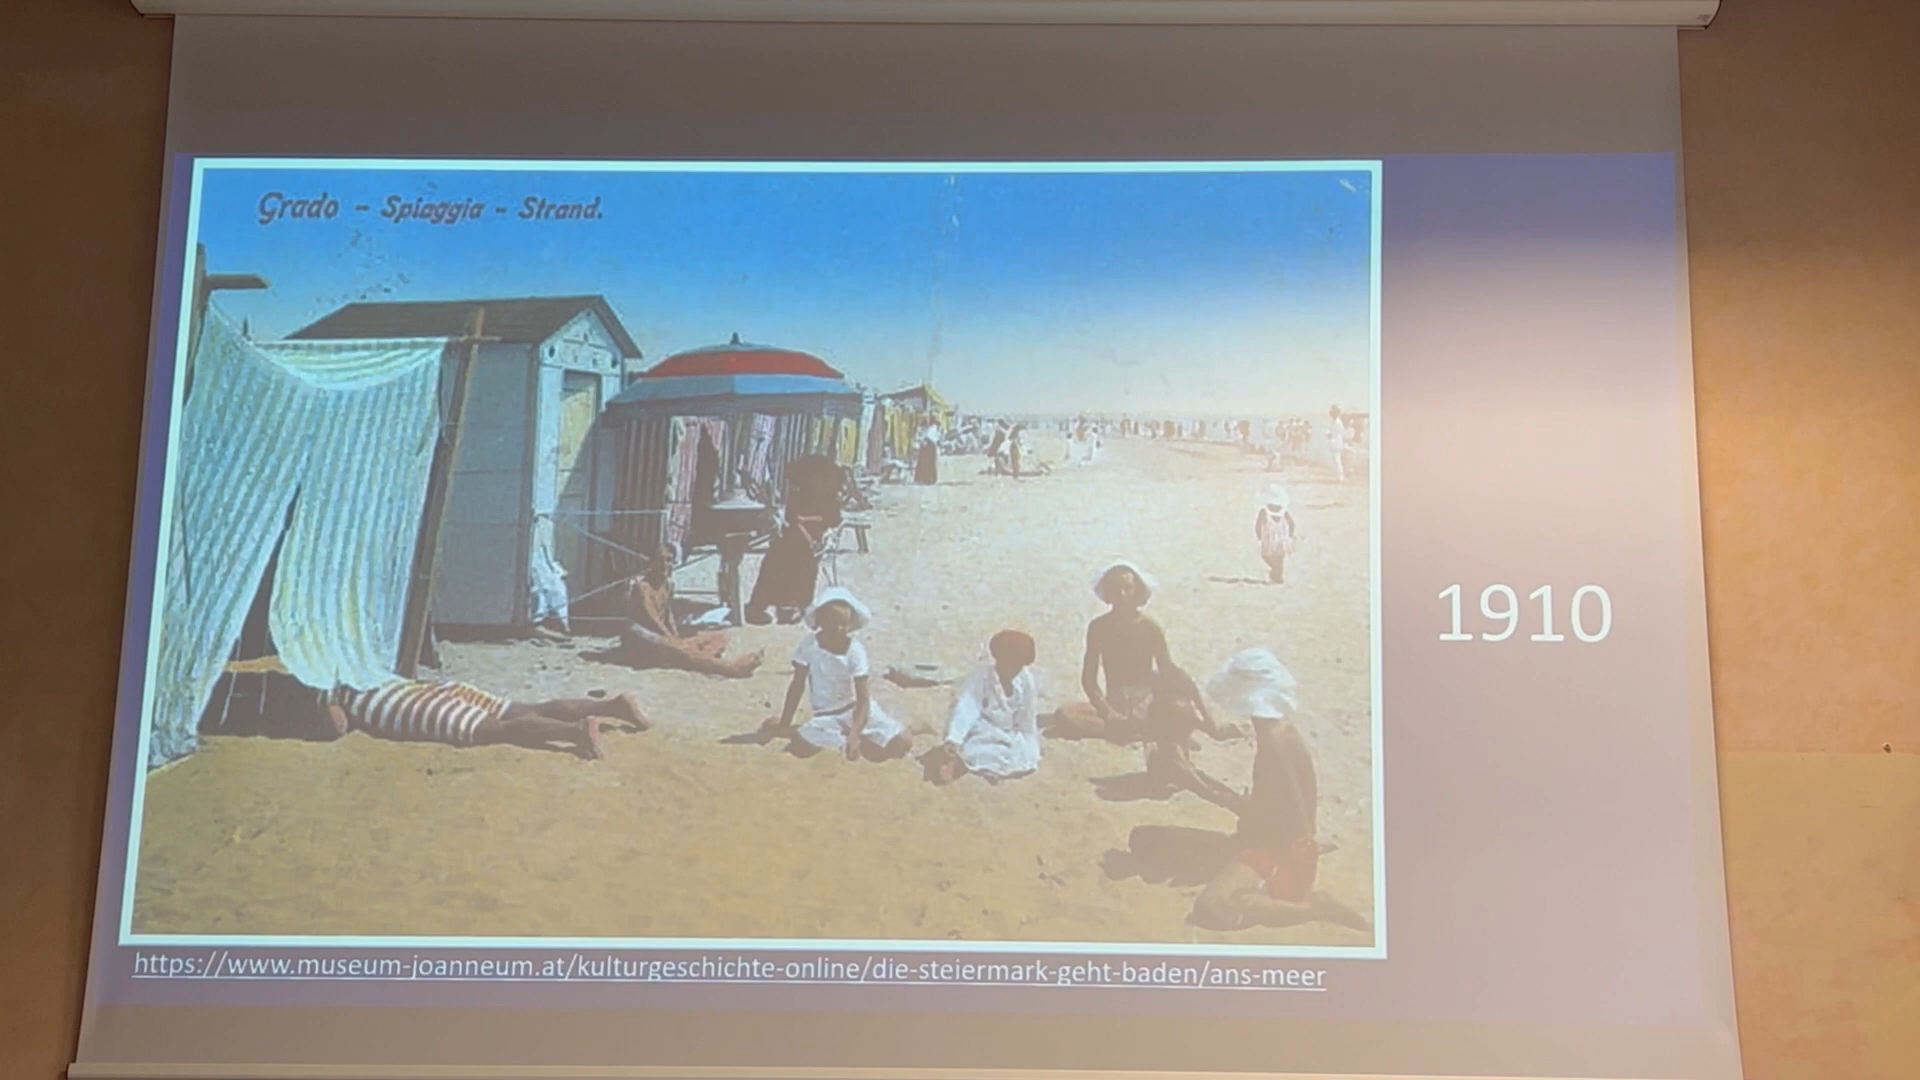 Grado - Spiaggia - Strand.
1910
https://www.museum-joanneum.at/kulturgeschichte-online/die-steiermark-geht-baden/ans-meer